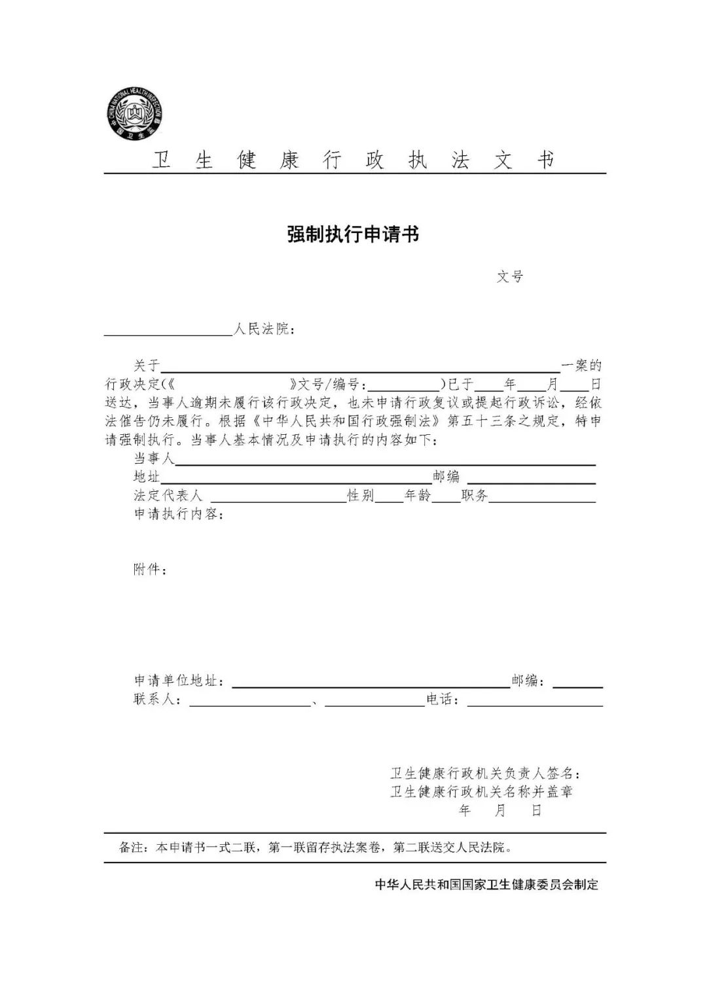 CHINA NATIONAL HEALTH INSPECTION
中国卫生监督
卫生健康行政执法文书
强制执行申请书
文号
人民法院：
关于 一案的
行政决定(《 》文号/编号： )已于 年 月 日
送达，当事人逾期未履行该行政决定，也未申请行政复议或提起行政诉讼，经依
法催告仍未履行。根据《中华人民共和国行政强制法》第五十三条之规定，特申
请强制执行。当事人基本情况及申请执行的内容如下：
当事人
地址 邮编
法定代表人 性别 年龄 职务
申请执行内容：
附件：
申请单位地址： 邮编：
联系人： 、 电话：
卫生健康行政机关负责人签名：
卫生健康行政机关名称并盖章
年 月 日
备注：本申请书一式二联，第一联留存执法案卷，第二联送交人民法院。
中华人民共和国国家卫生健康委员会制定